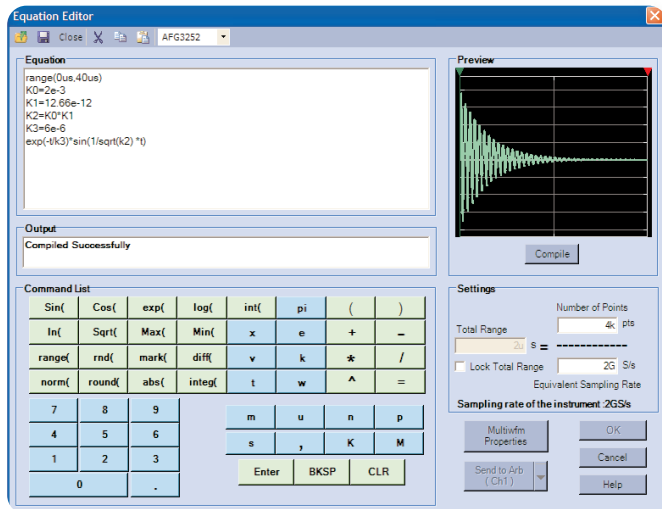 Equation Editor
Close AFG3252
Equation
range(0us,40us)
K0=2e-3
K1=12.66e-12
K2=K0*K1
K3=6e-6
exp(-t/k3)*sin(1/sqrt(k2) *t)
Output
Compiled Successfully
Preview
Compile
Command List
Sin( Cos( exp( log( int( pi ( )
ln( Sqrt( Max( Min( x e + -
range( rnd( mark( diff( v k * /
norm( round( abs( integ( t w ^ =
7 8 9
4 5 6
1 2 3
0 .
m u n p
s , K M
Enter BKSP CLR
Settings
Number of Points
Total Range 4k pts
2u s = ------------
Lock Total Range 2G S/s
Equivalent Sampling Rate
Sampling rate of the instrument :2GS/s
Multiwfm
Properties
OK
Cancel
Send to Arb
( Ch1 )
Help